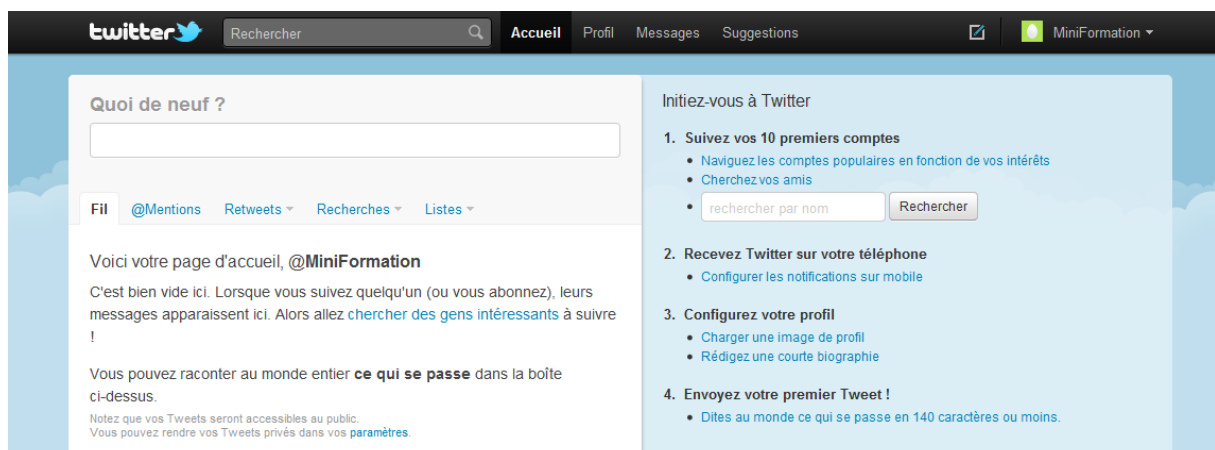 twitter
Rechercher
Accueil
Profil
Messages
Suggestions
MiniFormation
Quoi de neuf ?
Fil
@Mentions
Retweets
Recherches
Listes
Voici votre page d'accueil, @MiniFormation
C'est bien vide ici. Lorsque vous suivez quelqu'un (ou vous abonnez), leurs
messages apparaissent ici. Alors allez chercher des gens intéressants à suivre
!
Vous pouvez raconter au monde entier ce qui se passe dans la boîte
ci-dessus.
Notez que vos Tweets seront accessibles au public.
Vous pouvez rendre vos Tweets privés dans vos paramètres.
Initiez-vous à Twitter
1. Suivez vos 10 premiers comptes
• Naviguez les comptes populaires en fonction de vos intérêts
• Cherchez vos amis
• rechercher par nom Rechercher
2. Recevez Twitter sur votre téléphone
• Configurer les notifications sur mobile
3. Configurez votre profil
• Charger une image de profil
• Rédigez une courte biographie
4. Envoyez votre premier Tweet !
• Dites au monde ce qui se passe en 140 caractères ou moins.